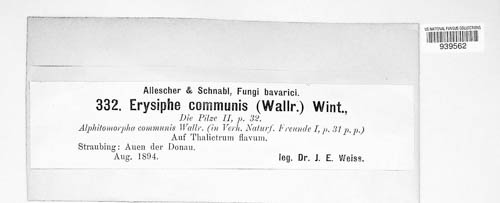 US NATIONAL FUNGUS COLLECTIONS
939562
Allescher & Schnabl, Fungi bavarici.
332. Erysiphe communis (Wallr.) Wint.,
Die Pilze II, p. 32.
Alphitomorpha communis Wallr. (in Verh. Naturf. Freunde I, p. 31 p. p.)
Auf Thalictrum flavum.
Straubing: Auen der Donau.
Aug. 1894. leg. Dr. J. E. Weiss.